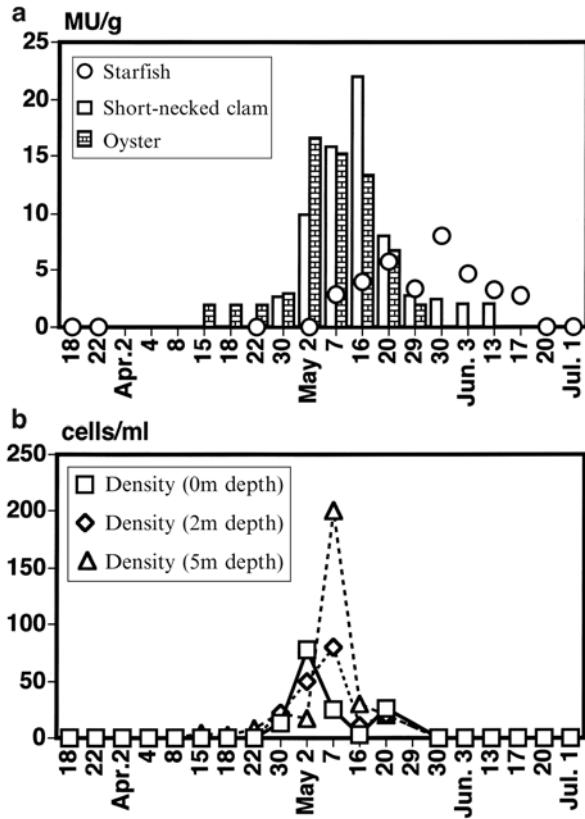 a
MU/g
25
20
15
10
5
0
Starfish
Short-necked clam
Oyster
18 22 Apr.2 4 8 15 18 22 30 May 2 7 16 20 29 30 Jun. 3 13 17 20 Jul. 1
b
cells/ml
250
200
150
100
50
0
Density (0m depth)
Density (2m depth)
Density (5m depth)
18 22 Apr.2 4 8 15 18 22 30 May 2 7 16 20 29 30 Jun. 3 13 17 20 Jul. 1